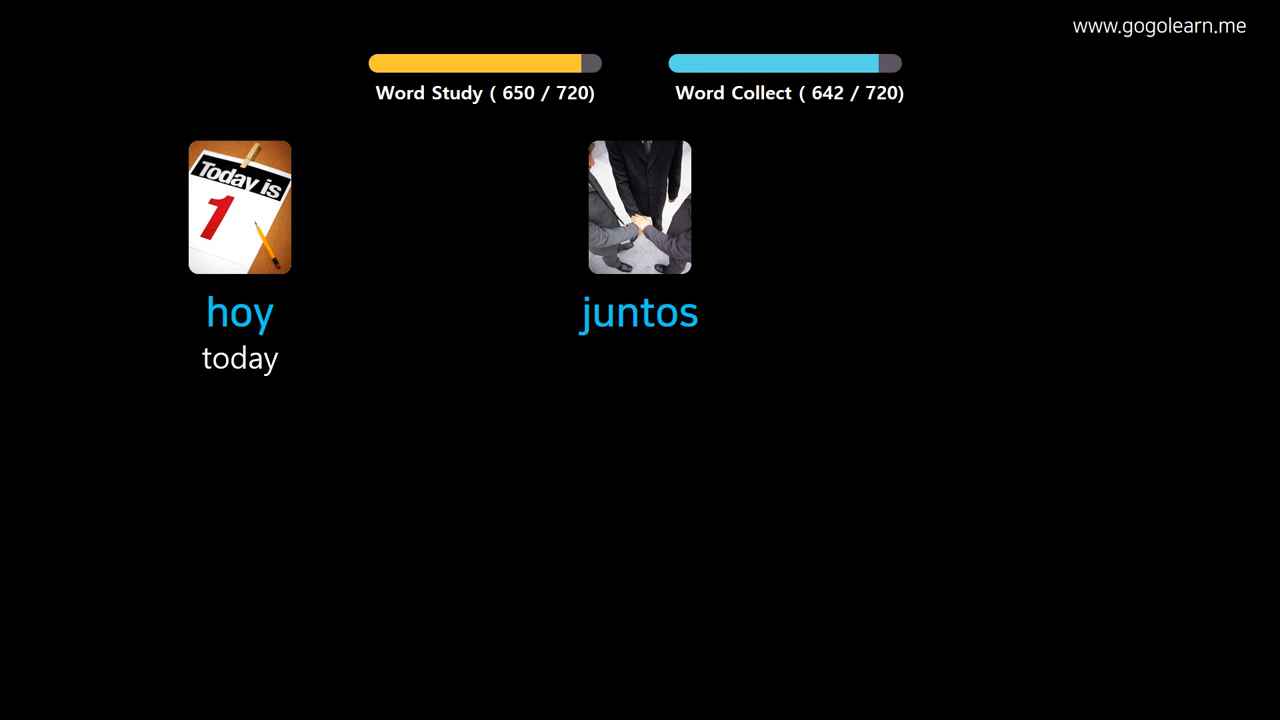 www.gogolearn.me
Word Study ( 650 / 720)
Word Collect ( 642 / 720)
Today is
1
hoy
today
juntos